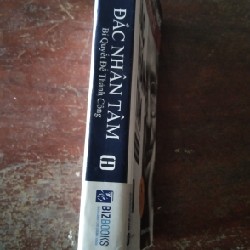 ĐẮC NHÂN TÂM
Bí Quyết Để Thành Công
BIZBOOKS